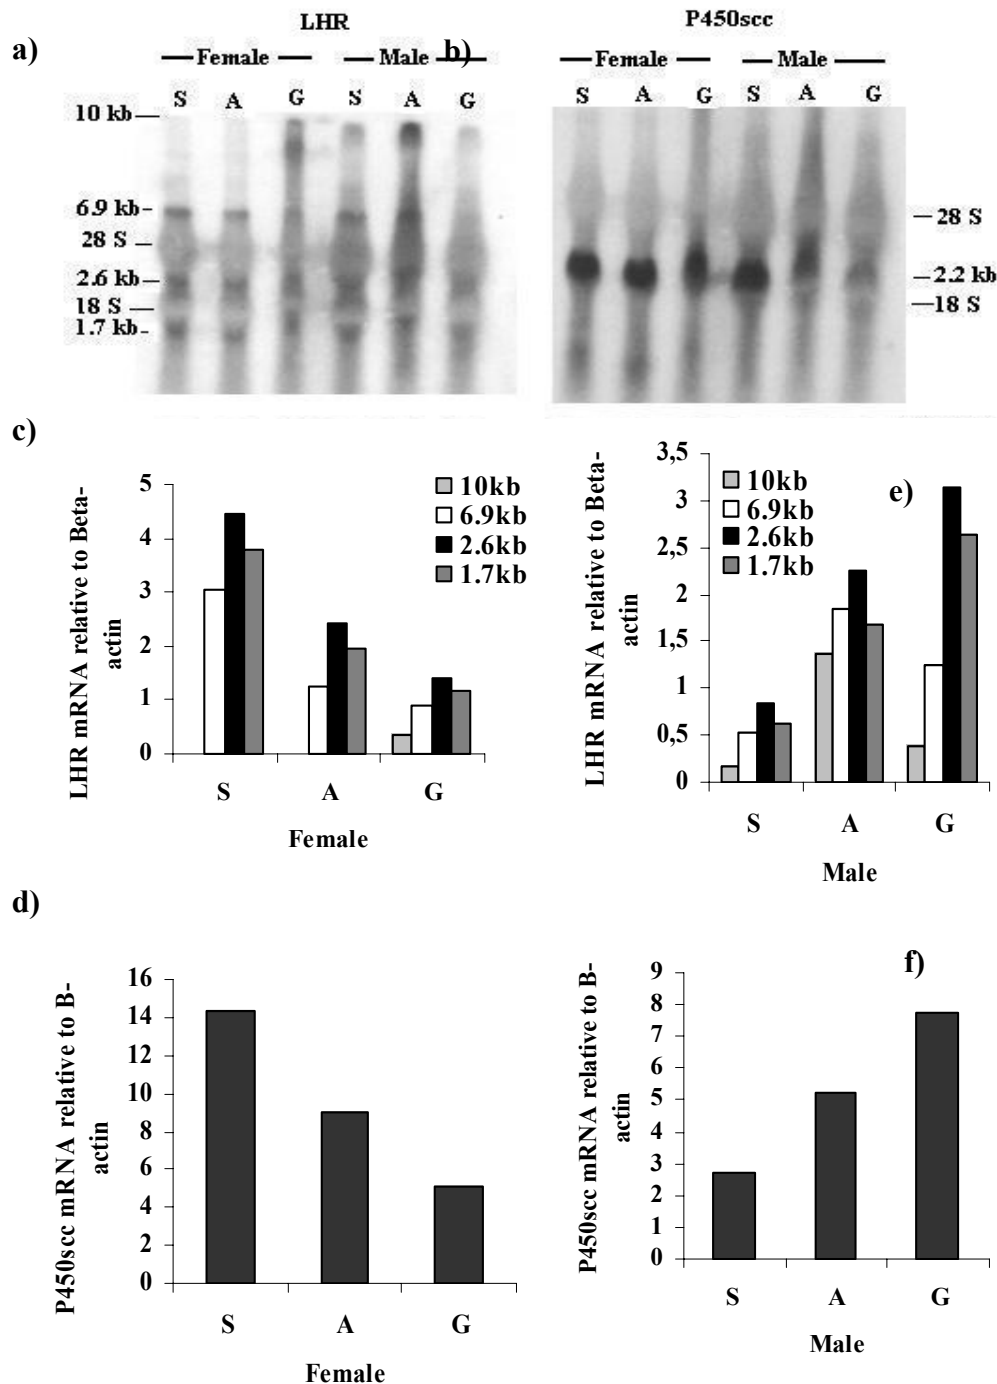 LHR
P450scc
a)
b)
Female Male
Female Male
S A G S A G
S A G S A G
10 kb
6.9 kb
28 S
2.6 kb
18 S
1.7 kb
28 S
2.2 kb
18 S
c)
LHR mRNA relative to Beta-
actin
5
4
3
2
1
0
10kb
6.9kb
2.6kb
1.7kb
S A G
Female
e)
LHR mRNA relative to Beta-
actin
3,5
3
2,5
2
1,5
1
0,5
0
10kb
6.9kb
2.6kb
1.7kb
S A G
Male
d)
P450scc mRNA relative to B-
actin
16
14
12
10
8
6
4
2
0
S A G
Female
f)
P450scc mRNA relative to B-
actin
9
8
7
6
5
4
3
2
1
0
S A G
Male